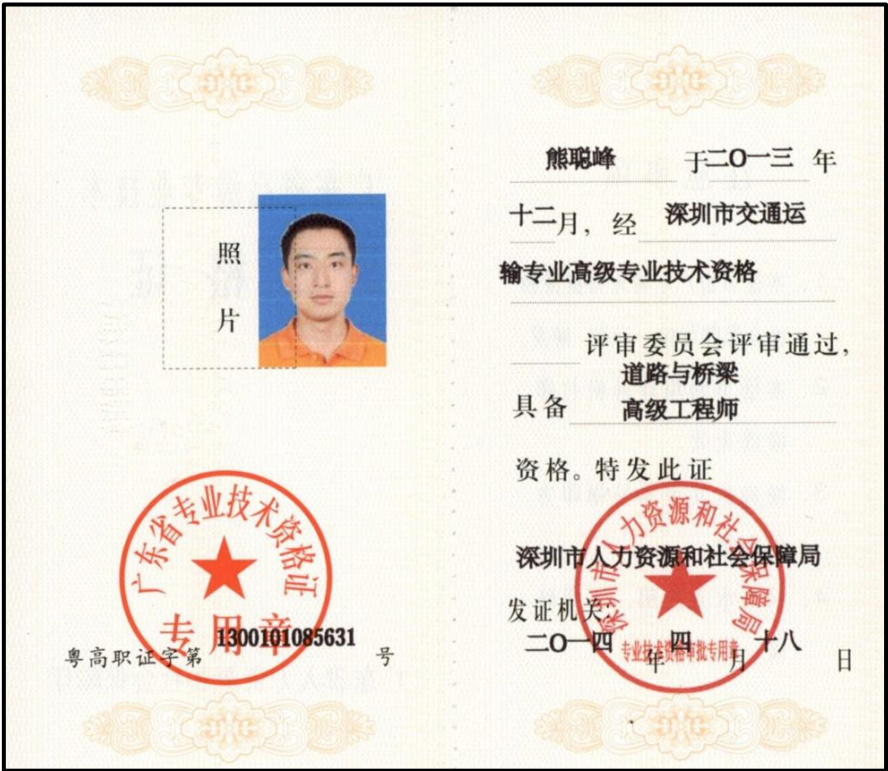 照
片
广东省专业技术资格证
专用章
粤高职证字第 1300101085631 号
熊聪峰 于二〇一三 年
十二月，经 深圳市交通运
输专业高级专业技术资格
评审委员会评审通过，
道路与桥梁
具备 高级工程师
资格。特发此证
深圳市人力资源和社会保障局
深圳市人力资源和社会保障局
发证机关：
专业技术资格审批专用章
二〇一四 年 四 月 十八 日